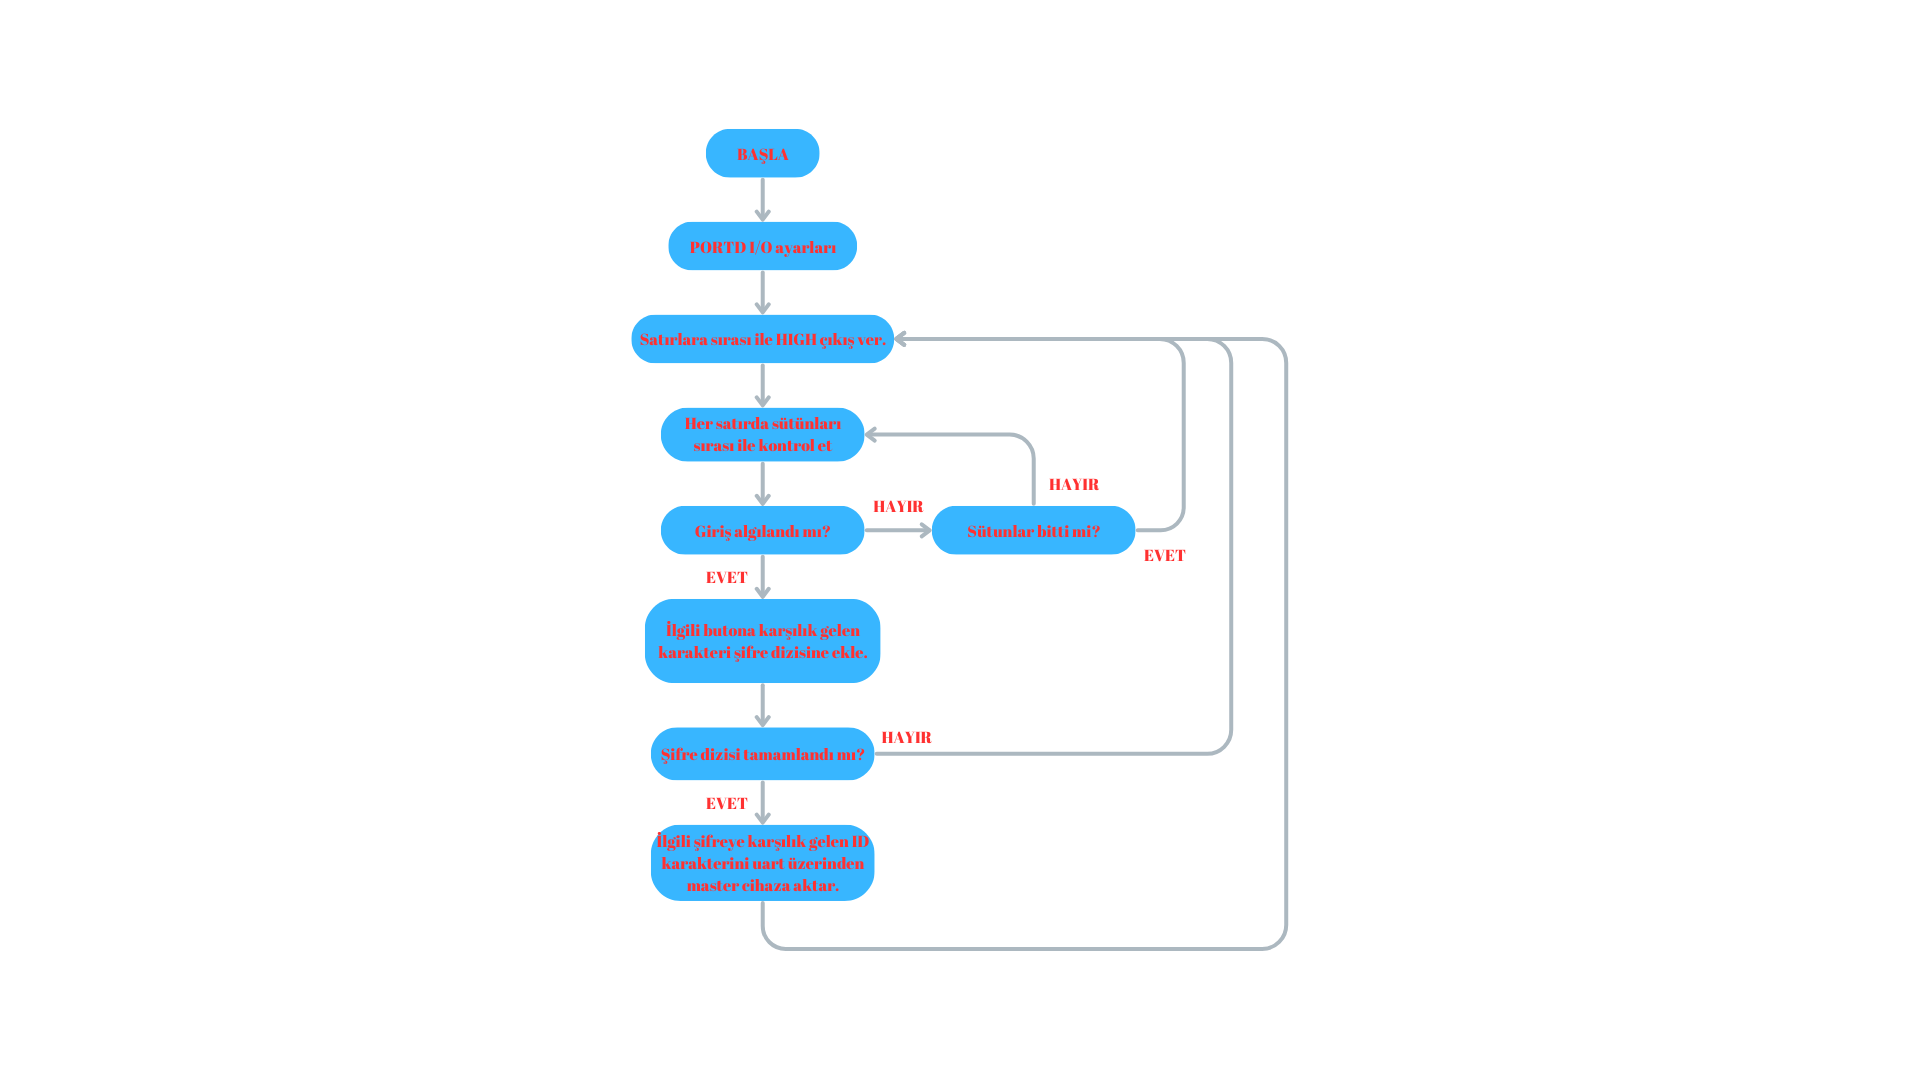 BAŞLA
PORTD I/O ayarları
Satırlara sırası ile HIGH çıkış ver.
Her satırda sütünları
sırası ile kontrol et
HAYIR
HAYIR
Giriş algılandı mı?
Sütunlar bitti mi?
EVET
EVET
İlgili butona karşılık gelen
karakteri şifre dizisine ekle.
HAYIR
Şifre dizisi tamamlandı mı?
EVET
İlgili şifreye karşılık gelen ID
karakterini uart üzerinden
master cihaza aktar.